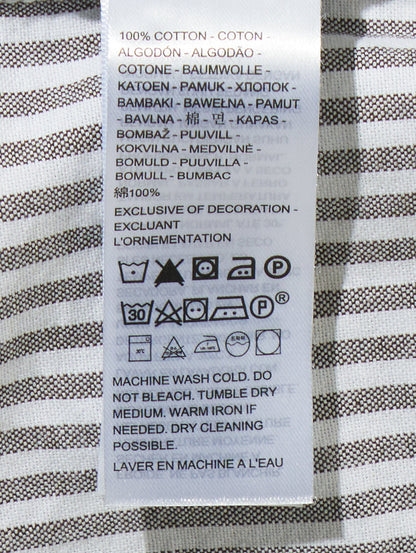 100% COTTON - COTON -
ALGODÓN - ALGODÃO -
COTONE - BAUMWOLLE -
KATOEN - PAMUK - ХЛОПОК -
BAMBAKI - BAWEŁNA - PAMUT
- BAVLNA - 棉 - 면 - KAPAS -
BOMBAŽ - PUUVILL -
KOKVILNA - MEDVILNĖ -
BOMULD - PUUVILLA -
BOMULL - BUMBAC
綿100%
EXCLUSIVE OF DECORATION -
EXCLUANT
L'ORNEMENTATION
P
30 P ®
MACHINE WASH COLD. DO
NOT BLEACH. TUMBLE DRY
MEDIUM. WARM IRON IF
NEEDED. DRY CLEANING
POSSIBLE.
LAVER EN MACHINE A L'EAU